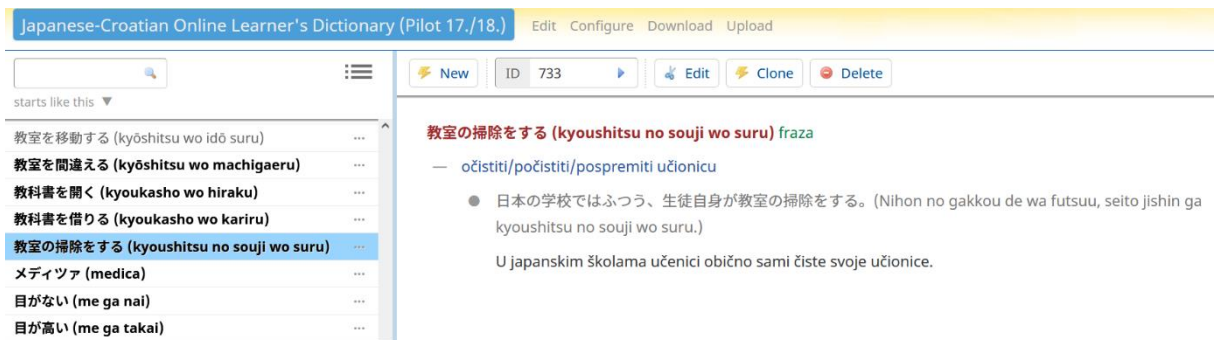 Japanese-Croatian Online Learner's Dictionary (Pilot 17./18.) Edit Configure Download Upload
starts like this ▼
教室を移動する (kyōshitsu wo idō suru) ...
教室を間違える (kyōshitsu wo machigaeru) ...
教科書を開く (kyoukasho wo hiraku) ...
教科書を借りる (kyoukasho wo kariru) ...
教室の掃除をする (kyoushitsu no souji wo suru) ...
メディツァ (medica) ...
目がない (me ga nai) ...
目が高い (me ga takai) ...
New ID 733 Edit Clone Delete
教室の掃除をする (kyoushitsu no souji wo suru) fraza
— očistiti/počistiti/pospremiti učionicu
● 日本の学校ではふつう、生徒自身が教室の掃除をする。(Nihon no gakkou de wa futsuu, seito jishin ga
kyoushitsu no souji wo suru.)
U japanskim školama učenici obično sami čiste svoje učionice.